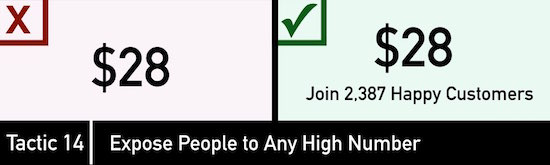 X
$28
✓
$28
Join 2,387 Happy Customers
Tactic 14 Expose People to Any High Number